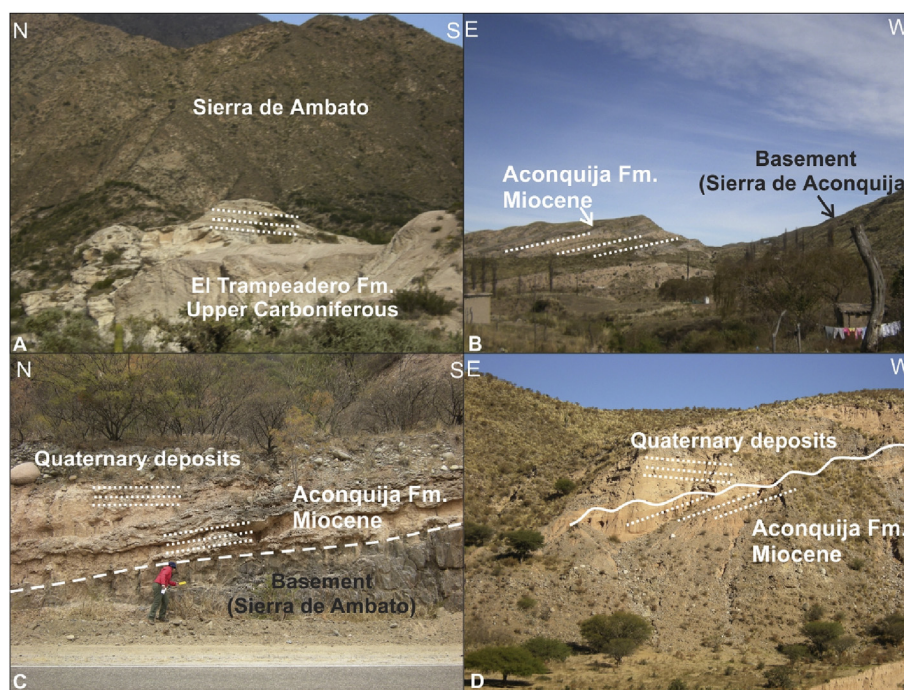 N
S
Sierra de Ambato
El Trampeadero Fm.
Upper Carboniferous
A
E
W
Aconquija Fm.
Miocene
Basement
(Sierra de Aconquija
B
N
S
Quaternary deposits
Aconquija Fm.
Miocene
Basement
(Sierra de Ambato)
C
E
W
Quaternary deposits
Aconquija Fm.
Miocene
D